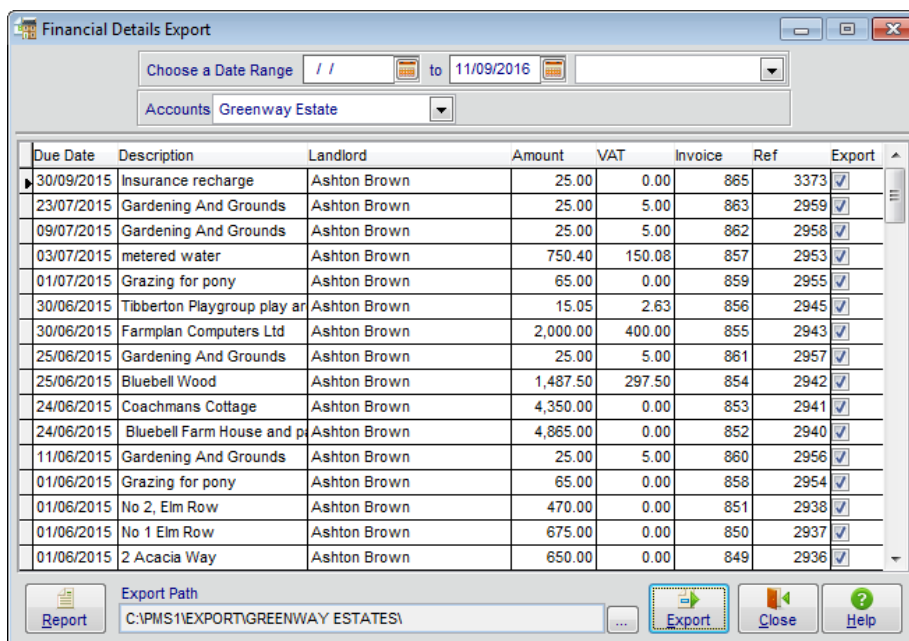 Financial Details Export
Choose a Date Range / / to 11/09/2016
Accounts Greenway Estate
Due Date Description Landlord Amount VAT Invoice Ref Export
30/09/2015 Insurance recharge Ashton Brown 25.00 0.00 865 3373
23/07/2015 Gardening And Grounds Ashton Brown 25.00 5.00 863 2959
09/07/2015 Gardening And Grounds Ashton Brown 25.00 5.00 862 2958
03/07/2015 metered water Ashton Brown 750.40 150.08 857 2953
01/07/2015 Grazing for pony Ashton Brown 65.00 0.00 859 2955
30/06/2015 Tibberton Playgroup play ar Ashton Brown 15.05 2.63 856 2945
30/06/2015 Farmplan Computers Ltd Ashton Brown 2,000.00 400.00 855 2943
25/06/2015 Gardening And Grounds Ashton Brown 25.00 5.00 861 2957
25/06/2015 Bluebell Wood Ashton Brown 1,487.50 297.50 854 2942
24/06/2015 Coachmans Cottage Ashton Brown 4,350.00 0.00 853 2941
24/06/2015 Bluebell Farm House and pa Ashton Brown 4,865.00 0.00 852 2940
11/06/2015 Gardening And Grounds Ashton Brown 25.00 5.00 860 2956
01/06/2015 Grazing for pony Ashton Brown 65.00 0.00 858 2954
01/06/2015 No 2, Elm Row Ashton Brown 470.00 0.00 851 2938
01/06/2015 No 1 Elm Row Ashton Brown 675.00 0.00 850 2937
01/06/2015 2 Acacia Way Ashton Brown 650.00 0.00 849 2936
Export Path
Report C:\PMS1\EXPORT\GREENWAY ESTATES\ ... Export Close Help